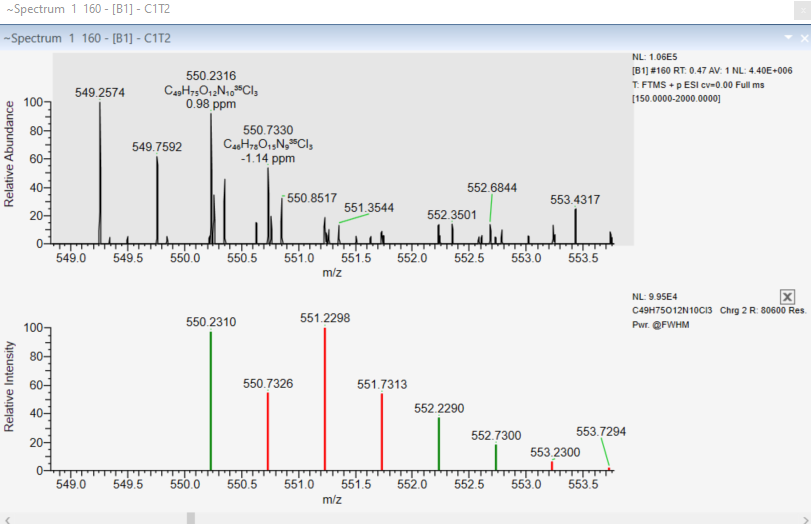 ~Spectrum 1 160 - [B1] - C1T2
~Spectrum 1 160 - [B1] - C1T2
NL: 1.06E5
[B1] #160 RT: 0.47 AV: 1 NL: 4.40E+006
T: FTMS + p ESI cv=0.00 Full ms
[150.0000-2000.0000]
Relative Abundance
100
80
60
40
20
0
549.2574
549.7592
550.2316
C₄₉H₇₅O₁₂N₁₀³⁵Cl₃
0.98 ppm
550.7330
C₄₆H₇₈O₁₅N₉³⁵Cl₃
-1.14 ppm
550.8517
551.3544
552.3501
552.6844
553.4317
549.0 549.5 550.0 550.5 551.0 551.5 552.0 552.5 553.0 553.5
m/z
NL: 9.95E4
C49H75O12N10Cl3 Chrg 2 R: 80600 Res.
Pwr. @FWHM
Relative Intensity
100
80
60
40
20
0
550.2310
550.7326
551.2298
551.7313
552.2290
552.7300
553.2300
553.7294
549.0 549.5 550.0 550.5 551.0 551.5 552.0 552.5 553.0 553.5
m/z